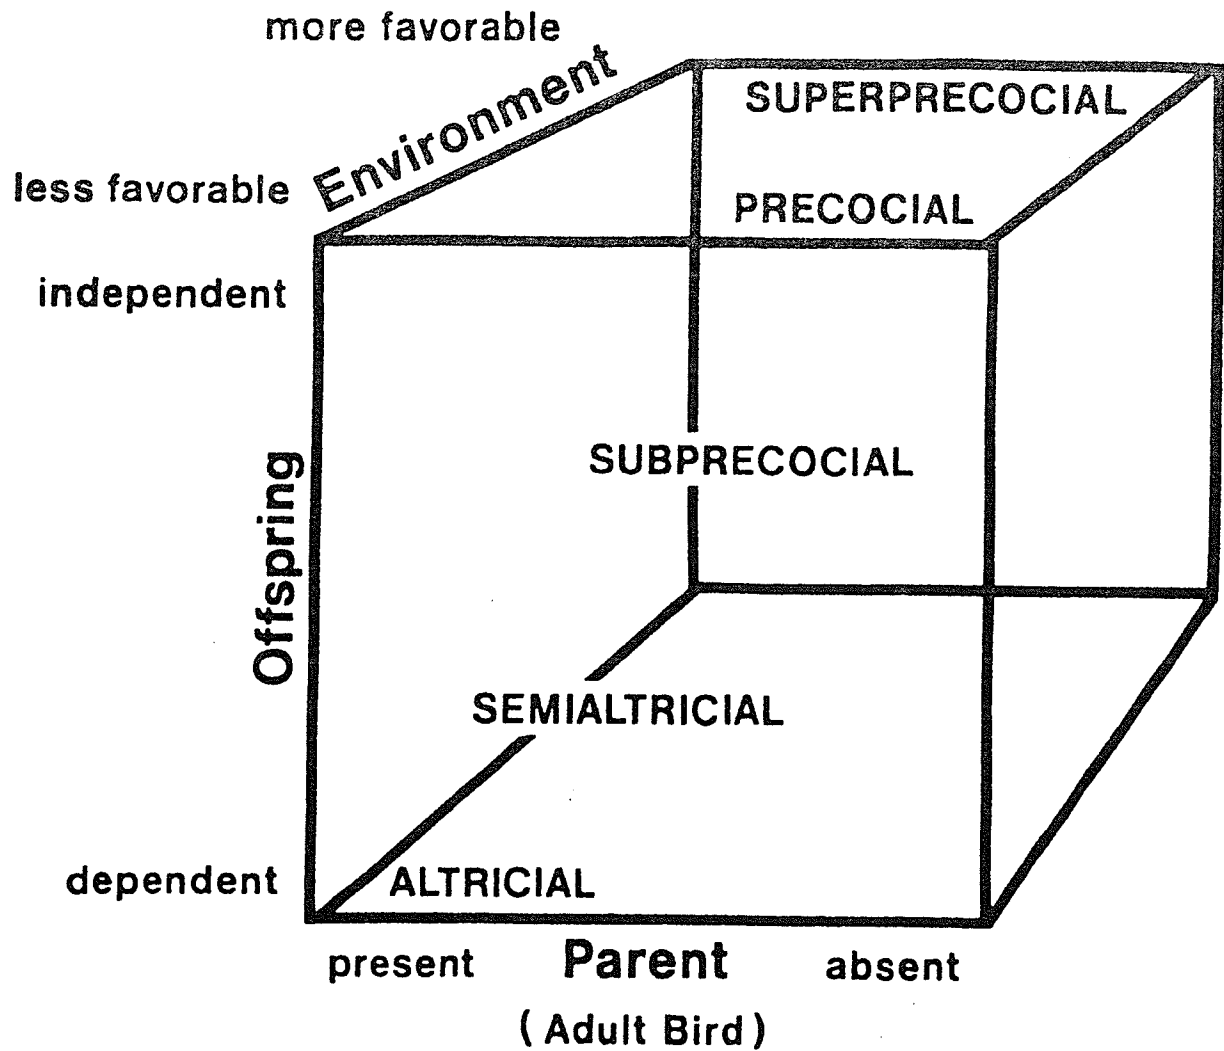 more favorable
Environment
SUPERPRECOCIAL
less favorable
PRECOCIAL
independent
SUBPRECOCIAL
Offspring
SEMIALTRICIAL
dependent
ALTRICIAL
present Parent absent
( Adult Bird )